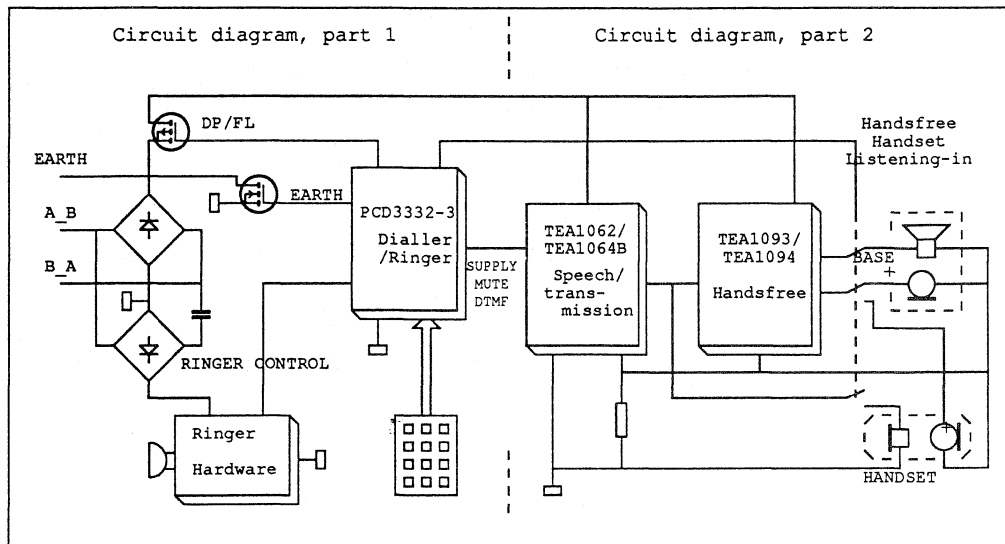 Circuit diagram, part 1
Circuit diagram, part 2
DP/FL
EARTH
EARTH
A_B
B_A
PCD3332-3
Dialler
/Ringer
SUPPLY
MUTE
DTMF
TEA1062/
TEA1064B
Speech/
trans-
mission
TEA1093/
TEA1094
Handsfree
Handsfree
Handset
Listening-in
BASE
+
RINGER CONTROL
Ringer
Hardware
+
HANDSET